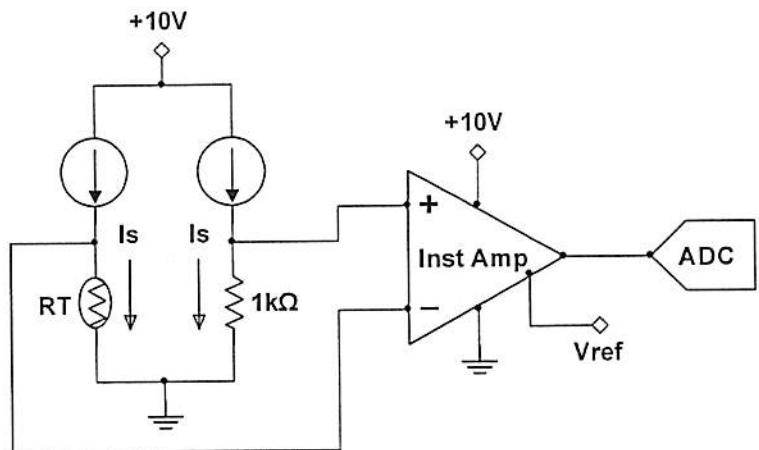 +10V
+10V
Is
Is
RT
1kΩ
+
Inst Amp
−
ADC
Vref